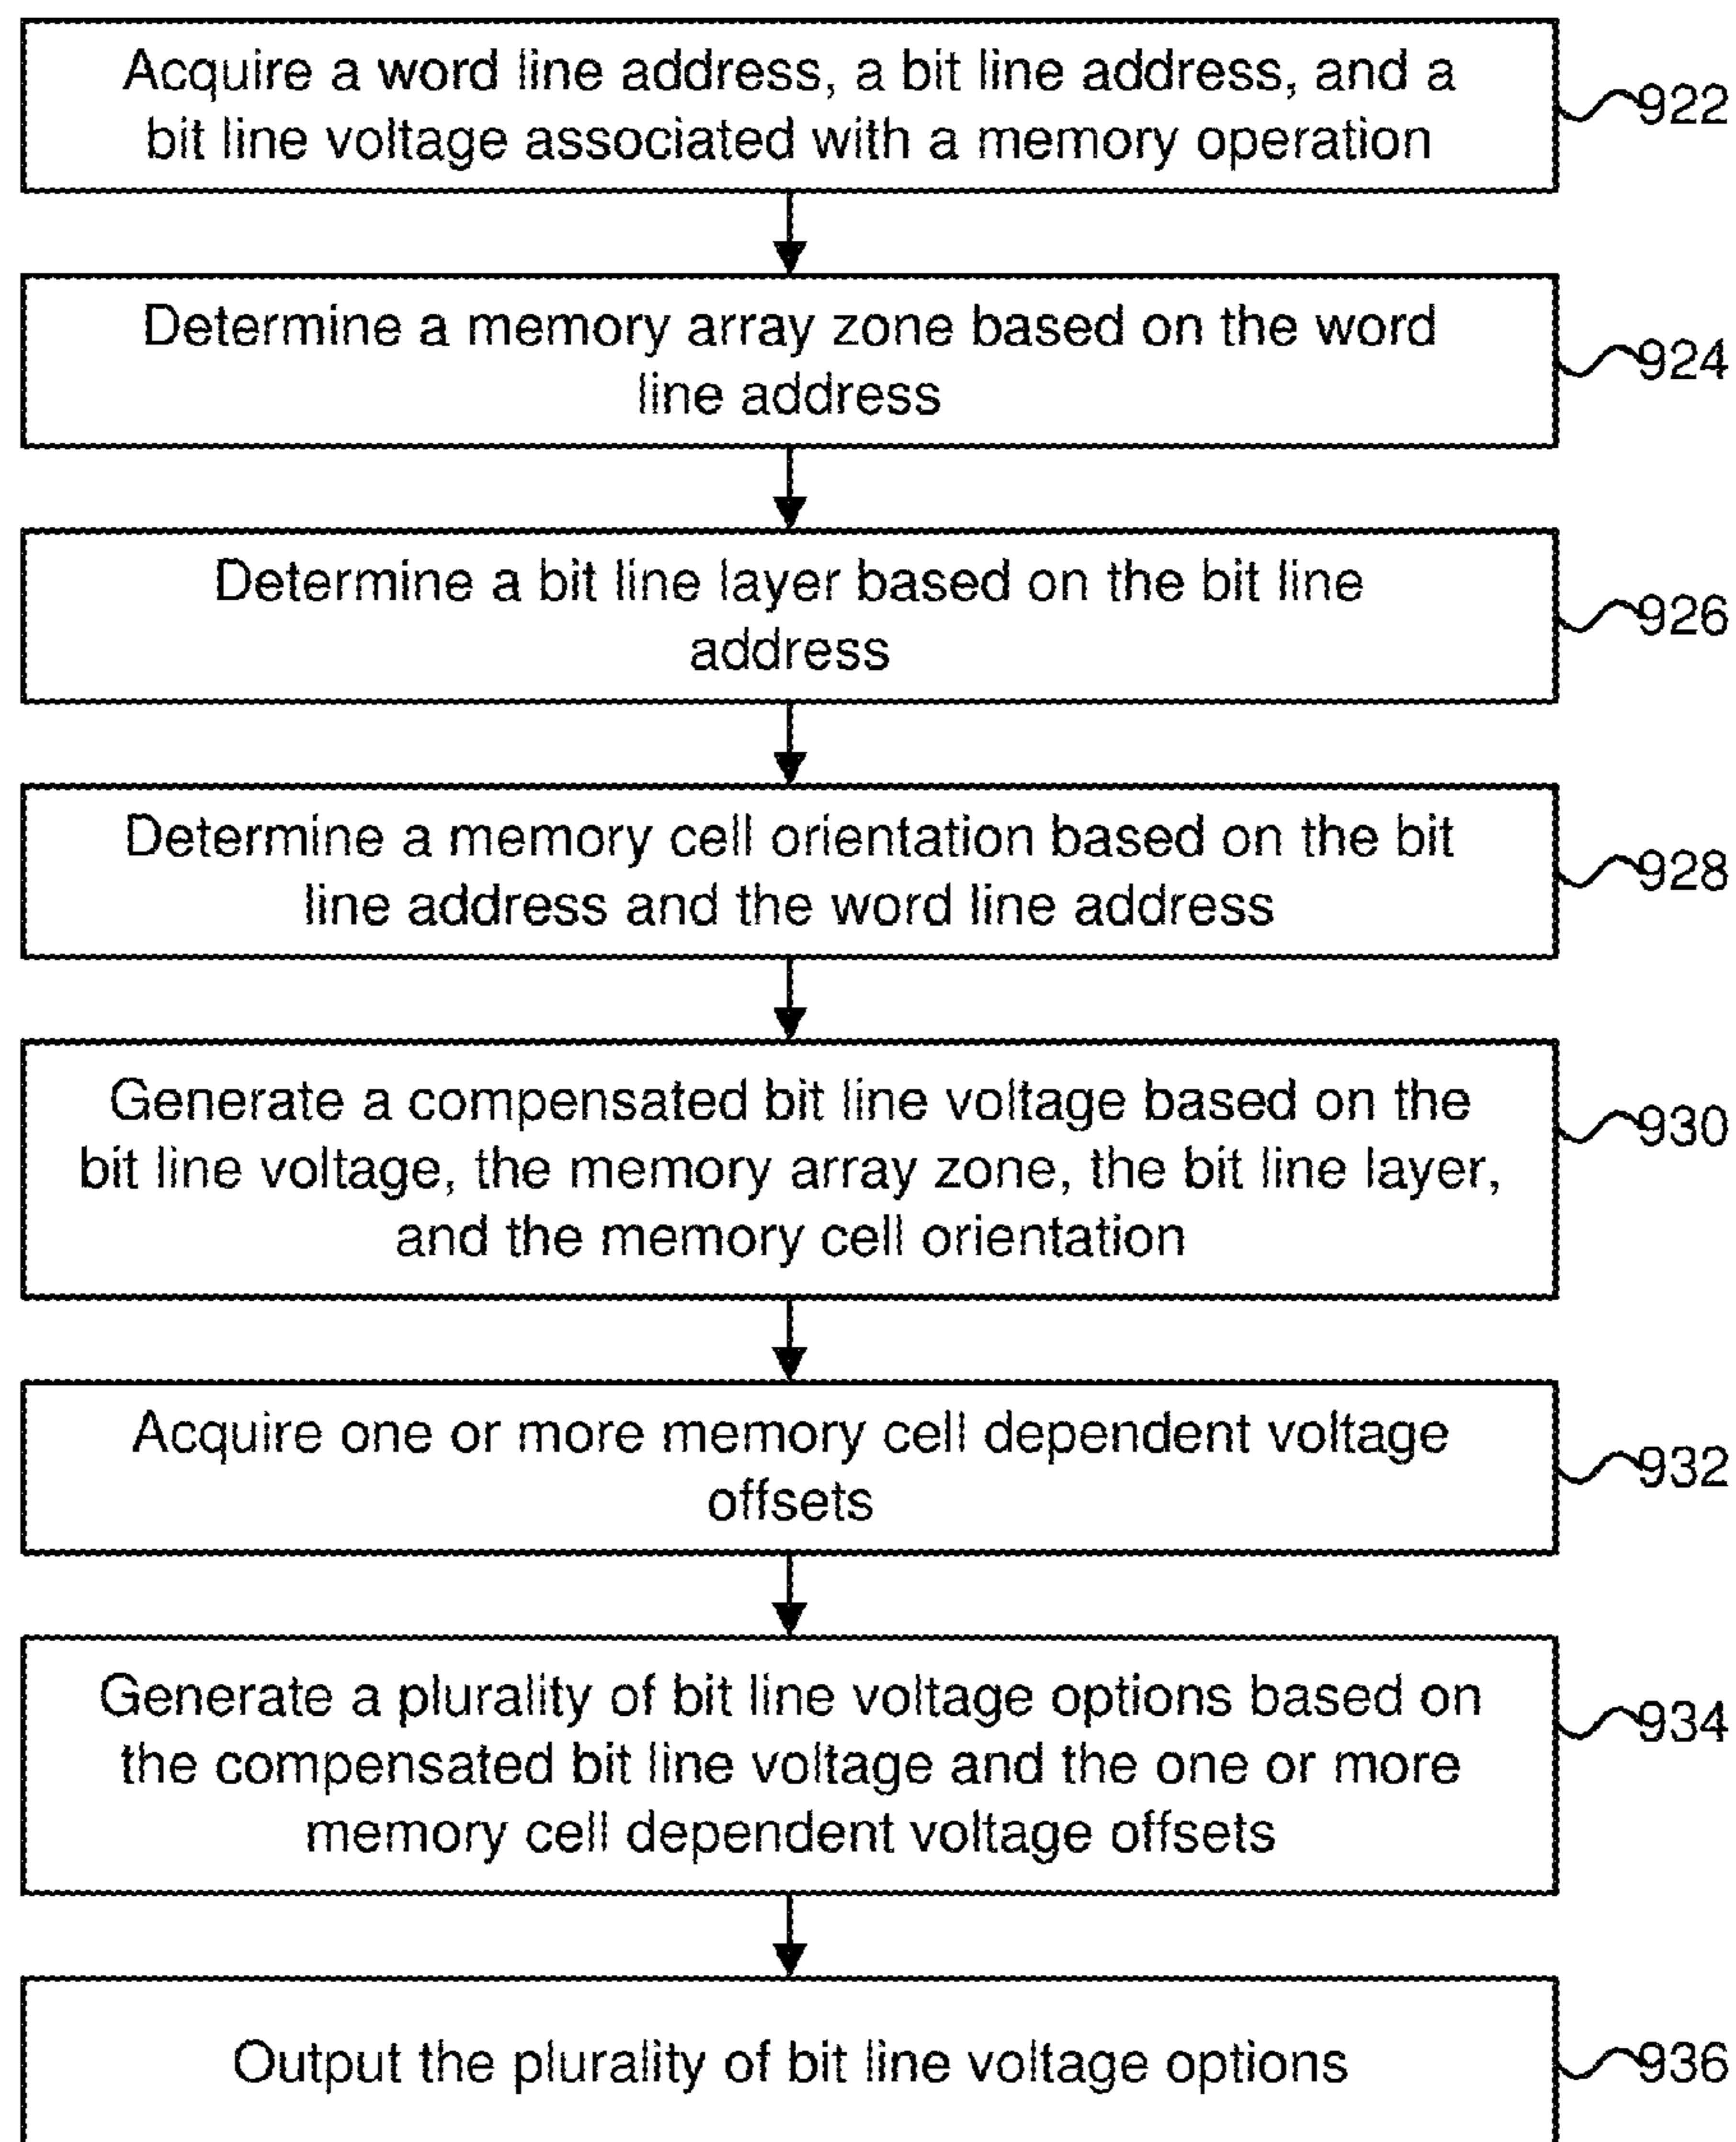 Acquire a word line address, a bit line address, and a
bit line voltage associated with a memory operation
922
Determine a memory array zone based on the word
line address
924
Determine a bit line layer based on the bit line
address
926
Determine a memory cell orientation based on the bit
line address and the word line address
928
Generate a compensated bit line voltage based on the
bit line voltage, the memory array zone, the bit line layer,
and the memory cell orientation
930
Acquire one or more memory cell dependent voltage
offsets
932
Generate a plurality of bit line voltage options based on
the compensated bit line voltage and the one or more
memory cell dependent voltage offsets
934
Output the plurality of bit line voltage options
936